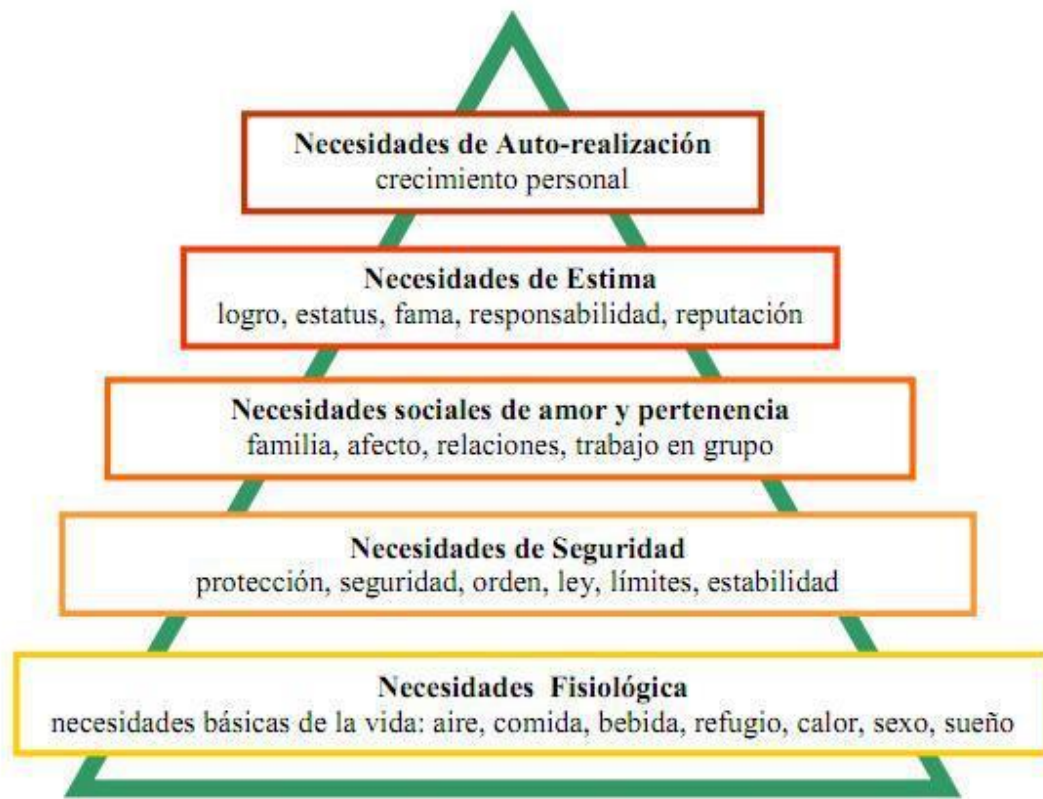 Necesidades de Auto-realización
crecimiento personal
Necesidades de Estima
logro, estatus, fama, responsabilidad, reputación
Necesidades sociales de amor y pertenencia
familia, afecto, relaciones, trabajo en grupo
Necesidades de Seguridad
protección, seguridad, orden, ley, límites, estabilidad
Necesidades Fisiológica
necesidades básicas de la vida: aire, comida, bebida, refugio, calor, sexo, sueño